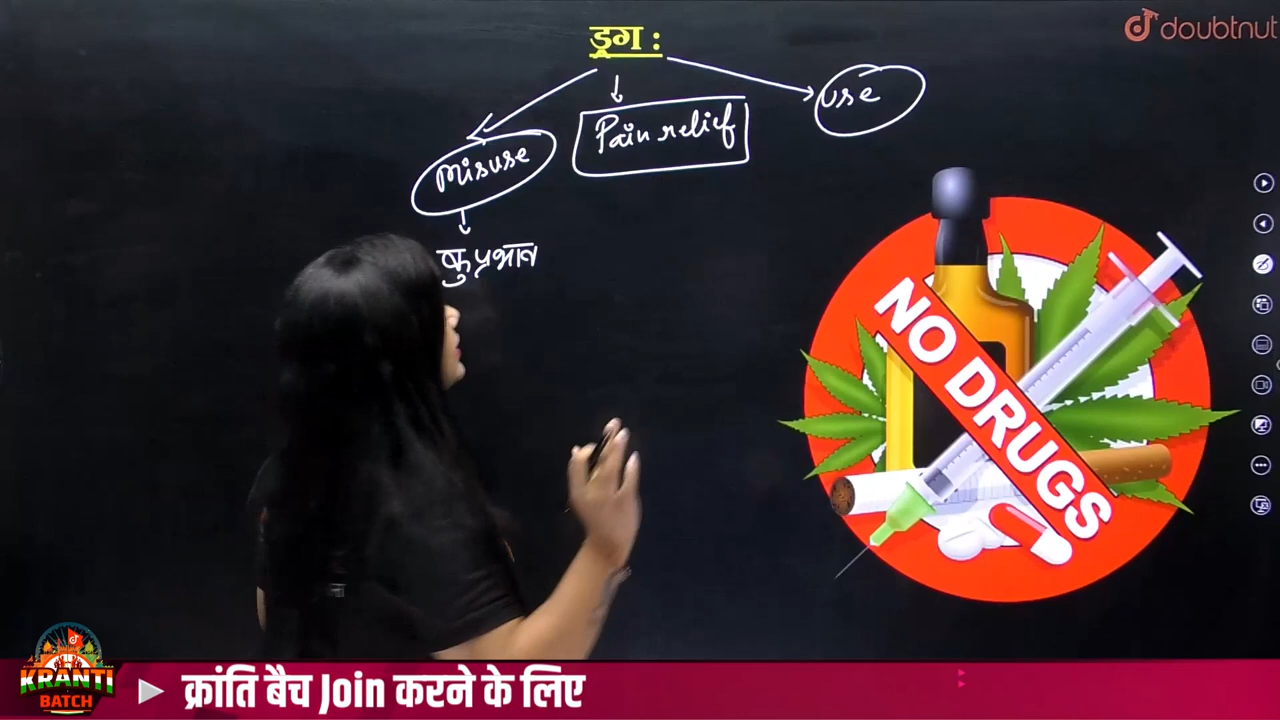 ड्रग :
doubtnut
Misuse
Pain relief
use
कुप्रभाव
NO DRUGS
KRANTI
BATCH
क्रांति बैच Join करने के लिए